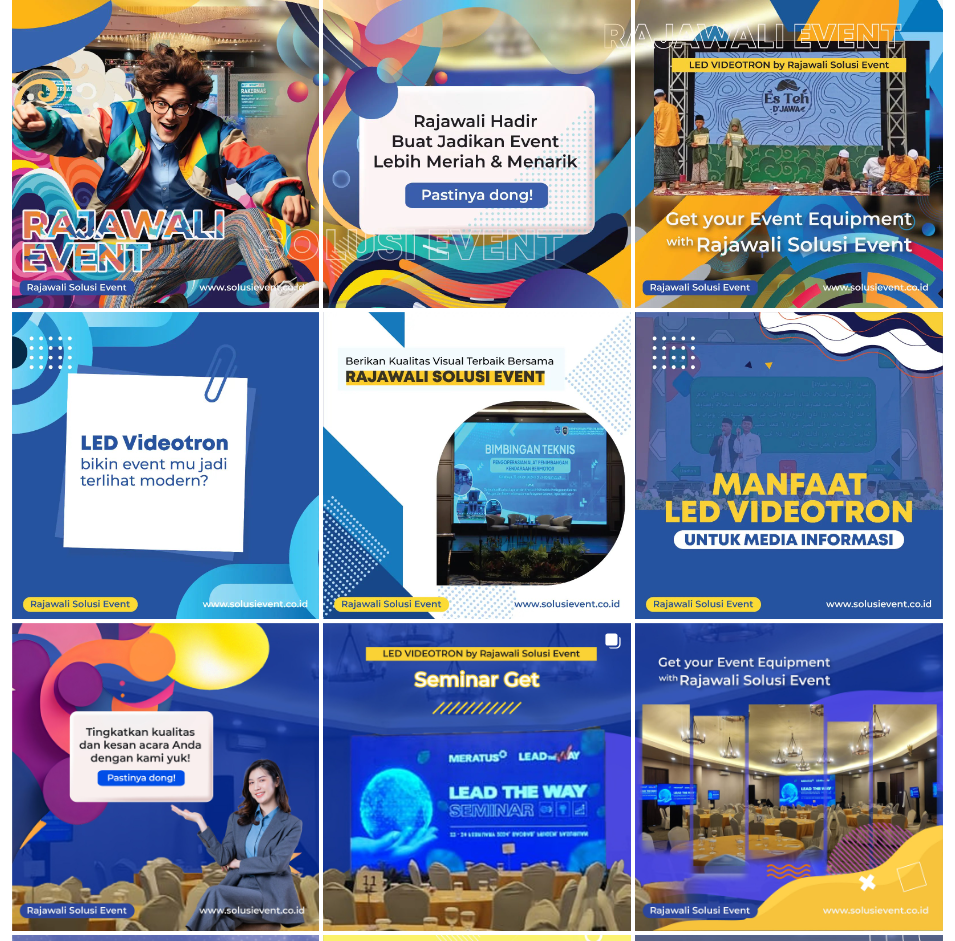 RAJAWALI
EVENT
Rajawali Solusi Event
www.solusievent.co.id
Rajawali Hadir
Buat Jadikan Event
Lebih Meriah & Menarik
Pastinya dong!
SOLUSI EVENT
RAJAWALI EVENT
LED VIDEOTRON by Rajawali Solusi Event
Es Teh
D'JAWA
Get your Event Equipment
with Rajawali Solusi Event
Rajawali Solusi Event
www.solusievent.co.id
LED Videotron
bikin event mu jadi
terlihat modern?
Rajawali Solusi Event
www.solusievent.co.id
Berikan Kualitas Visual Terbaik Bersama
RAJAWALI SOLUSI EVENT
BIMBINGAN TEKNIS
Rajawali Solusi Event
www.solusievent.co.id
MANFAAT
LED VIDEOTRON
UNTUK MEDIA INFORMASI
Rajawali Solusi Event
www.solusievent.co.id
Tingkatkan kualitas
dan kesan acara Anda
dengan kami yuk!
Pastinya dong!
Rajawali Solusi Event
www.solusievent.co.id
LED VIDEOTRON by Rajawali Solusi Event
Seminar Get
MERATUS LEAD THE WAY
LEAD THE WAY
SEMINAR
11
Get your Event Equipment
with Rajawali Solusi Event
LEAD THE WAY
Rajawali Solusi Event
www.solusievent.co.id